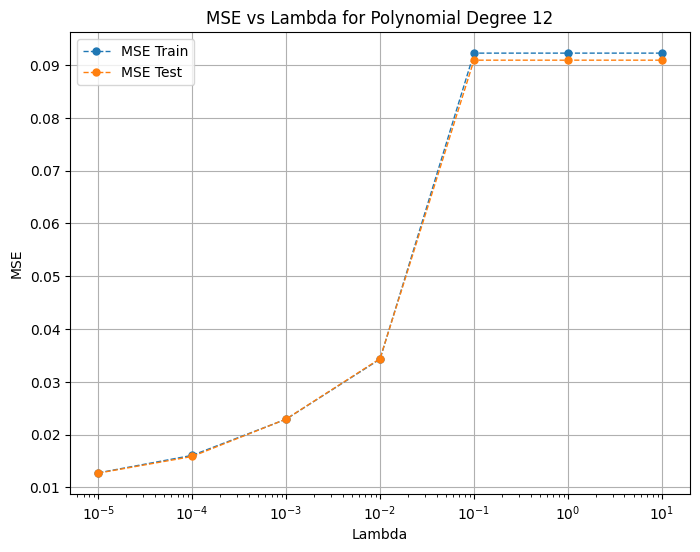 MSE vs Lambda for Polynomial Degree 12
MSE Train
MSE Test
0.09
0.08
0.07
0.06
0.05
0.04
0.03
0.02
0.01
MSE
10⁻⁵ 10⁻⁴ 10⁻³ 10⁻² 10⁻¹ 10⁰ 10¹
Lambda